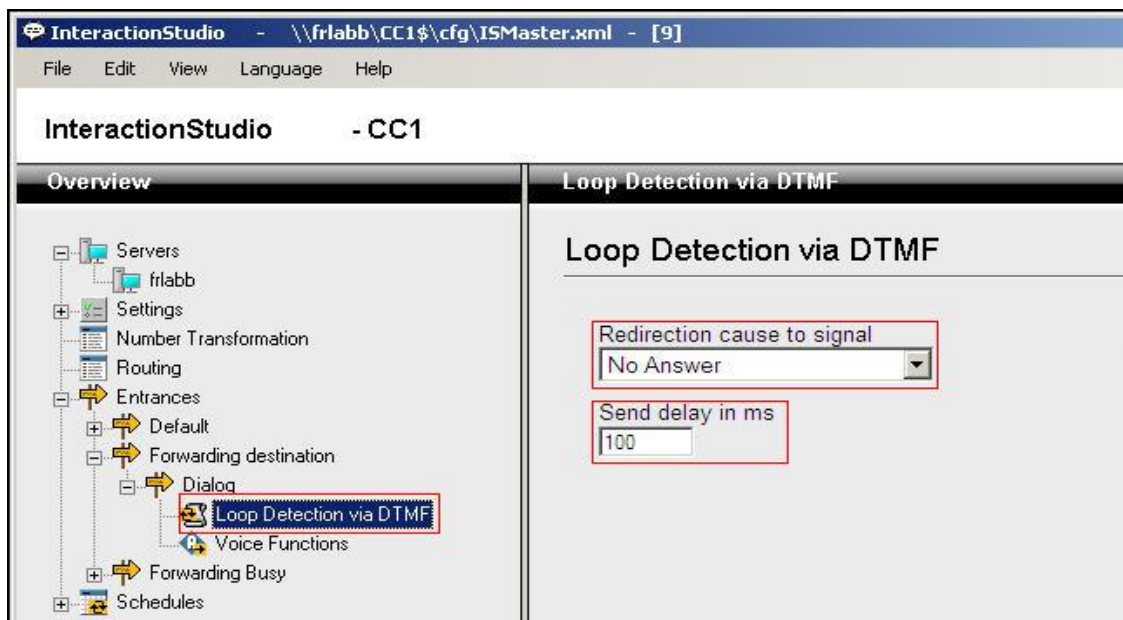 InteractionStudio - \\frlabb\CC1$\cfg\ISMaster.xml - [9]
File Edit View Language Help
InteractionStudio - CC1
Overview
Servers
frlabb
Settings
Number Transformation
Routing
Entrances
Default
Forwarding destination
Dialog
Loop Detection via DTMF
Voice Functions
Forwarding Busy
Schedules
Loop Detection via DTMF
Loop Detection via DTMF
Redirection cause to signal
No Answer
Send delay in ms
100